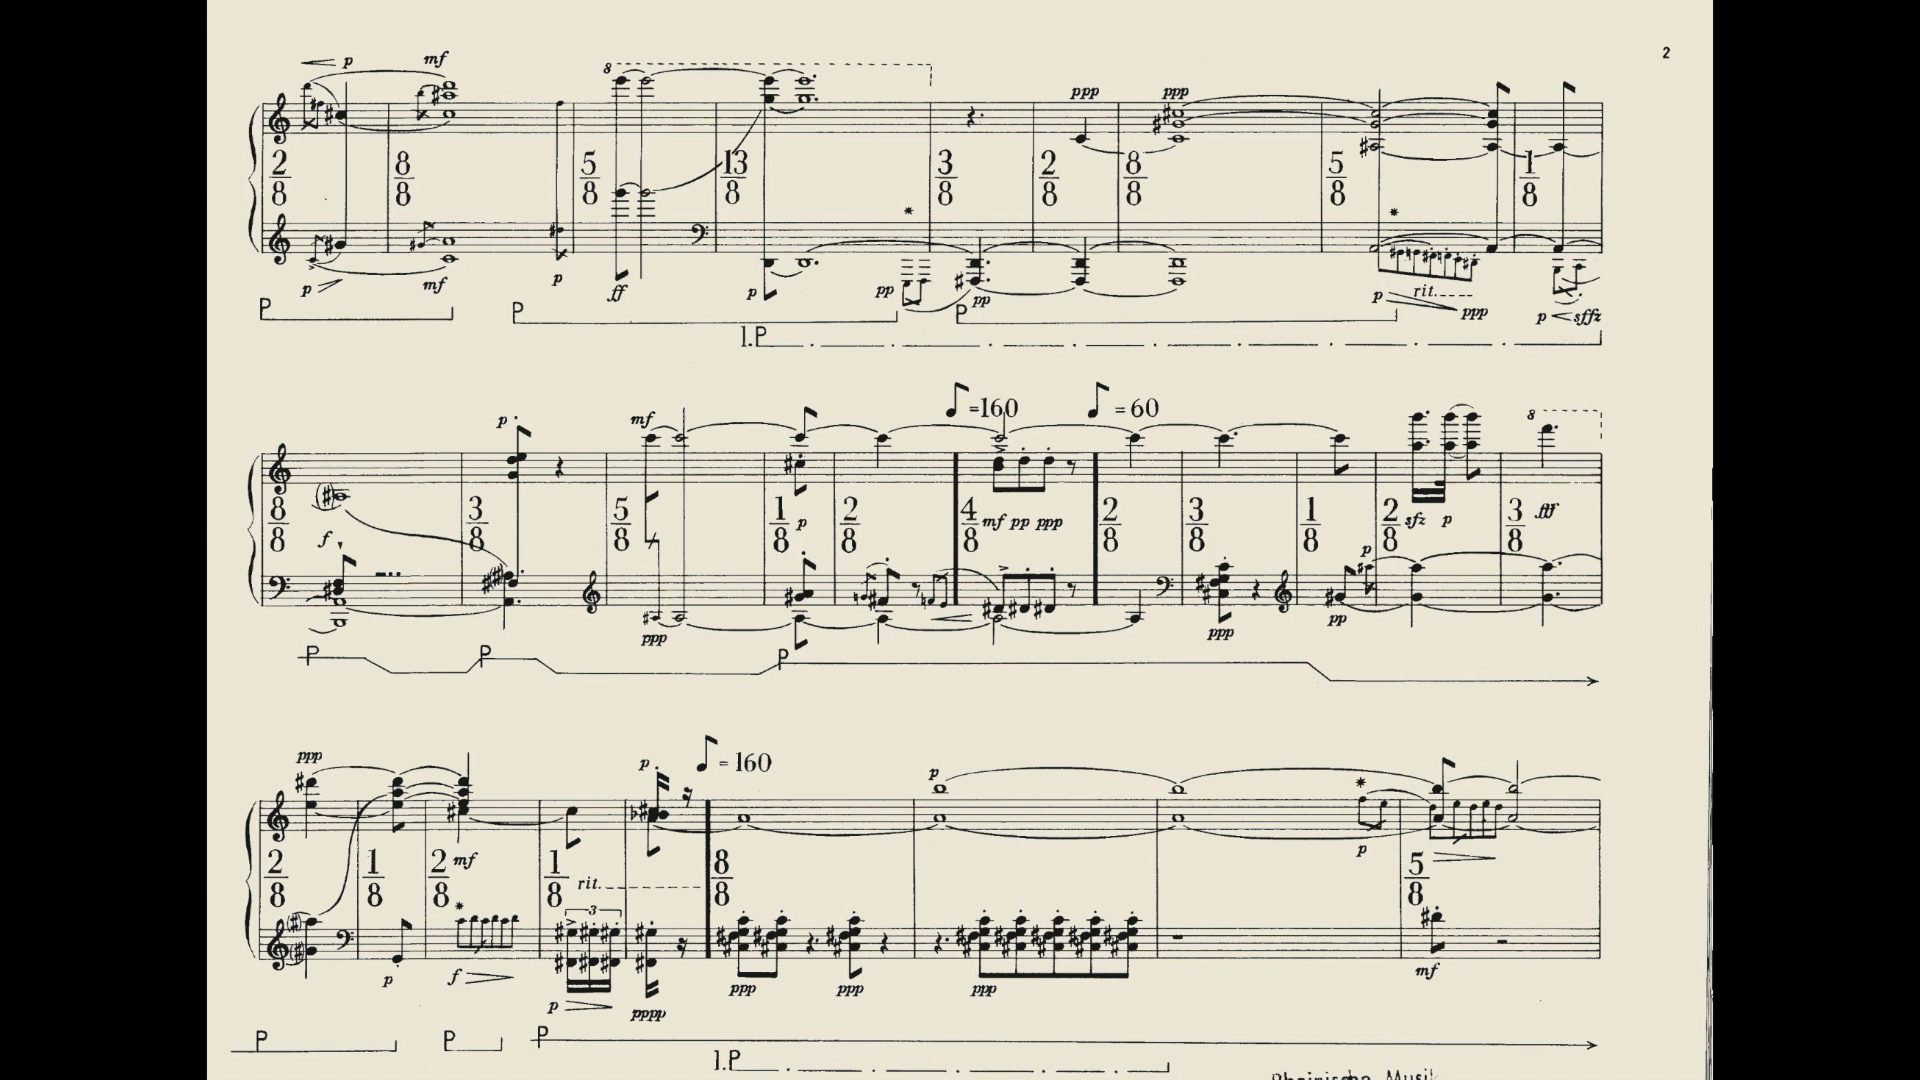 2
p mf
8
ppp ppp
2/8 8/8 5/8 13/8 3/8 2/8 8/8 5/8 1/8
*
*
p mf p ff p pp pp p rit. ppp p sffz
P P P
1.P
=160 = 60
p mf 8
8/8 3/8 5/8 1/8 p 2/8 4/8 mf pp ppp 2/8 3/8 1/8 2/8 sfz p 3/8 fff
f p
ppp ppp pp
P P P
ppp p = 160 p
*
2/8 1/8 2/8 mf 1/8 rit. 8/8 p 5/8
*
3
p f p pppp ppp ppp ppp mf
P P P
1.P